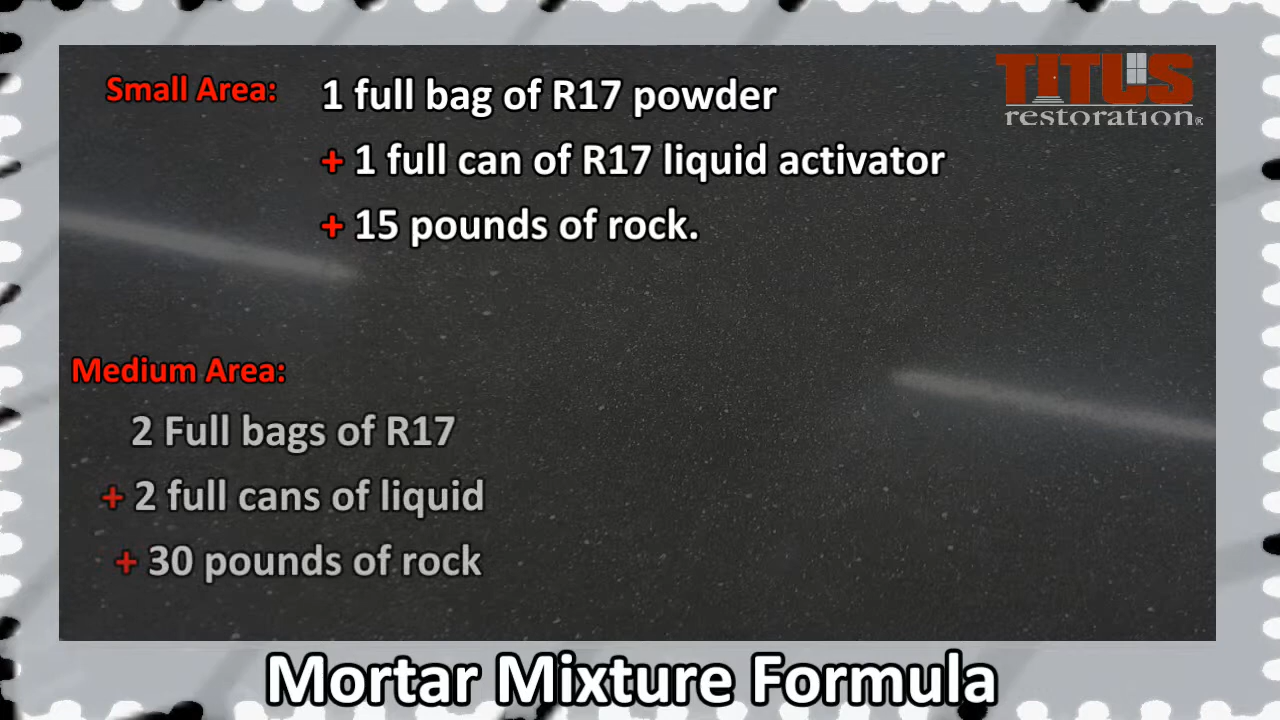 TITUS
restoration®
Small Area:
1 full bag of R17 powder
+ 1 full can of R17 liquid activator
+ 15 pounds of rock.
Medium Area:
2 Full bags of R17
+ 2 full cans of liquid
+ 30 pounds of rock
Mortar Mixture Formula